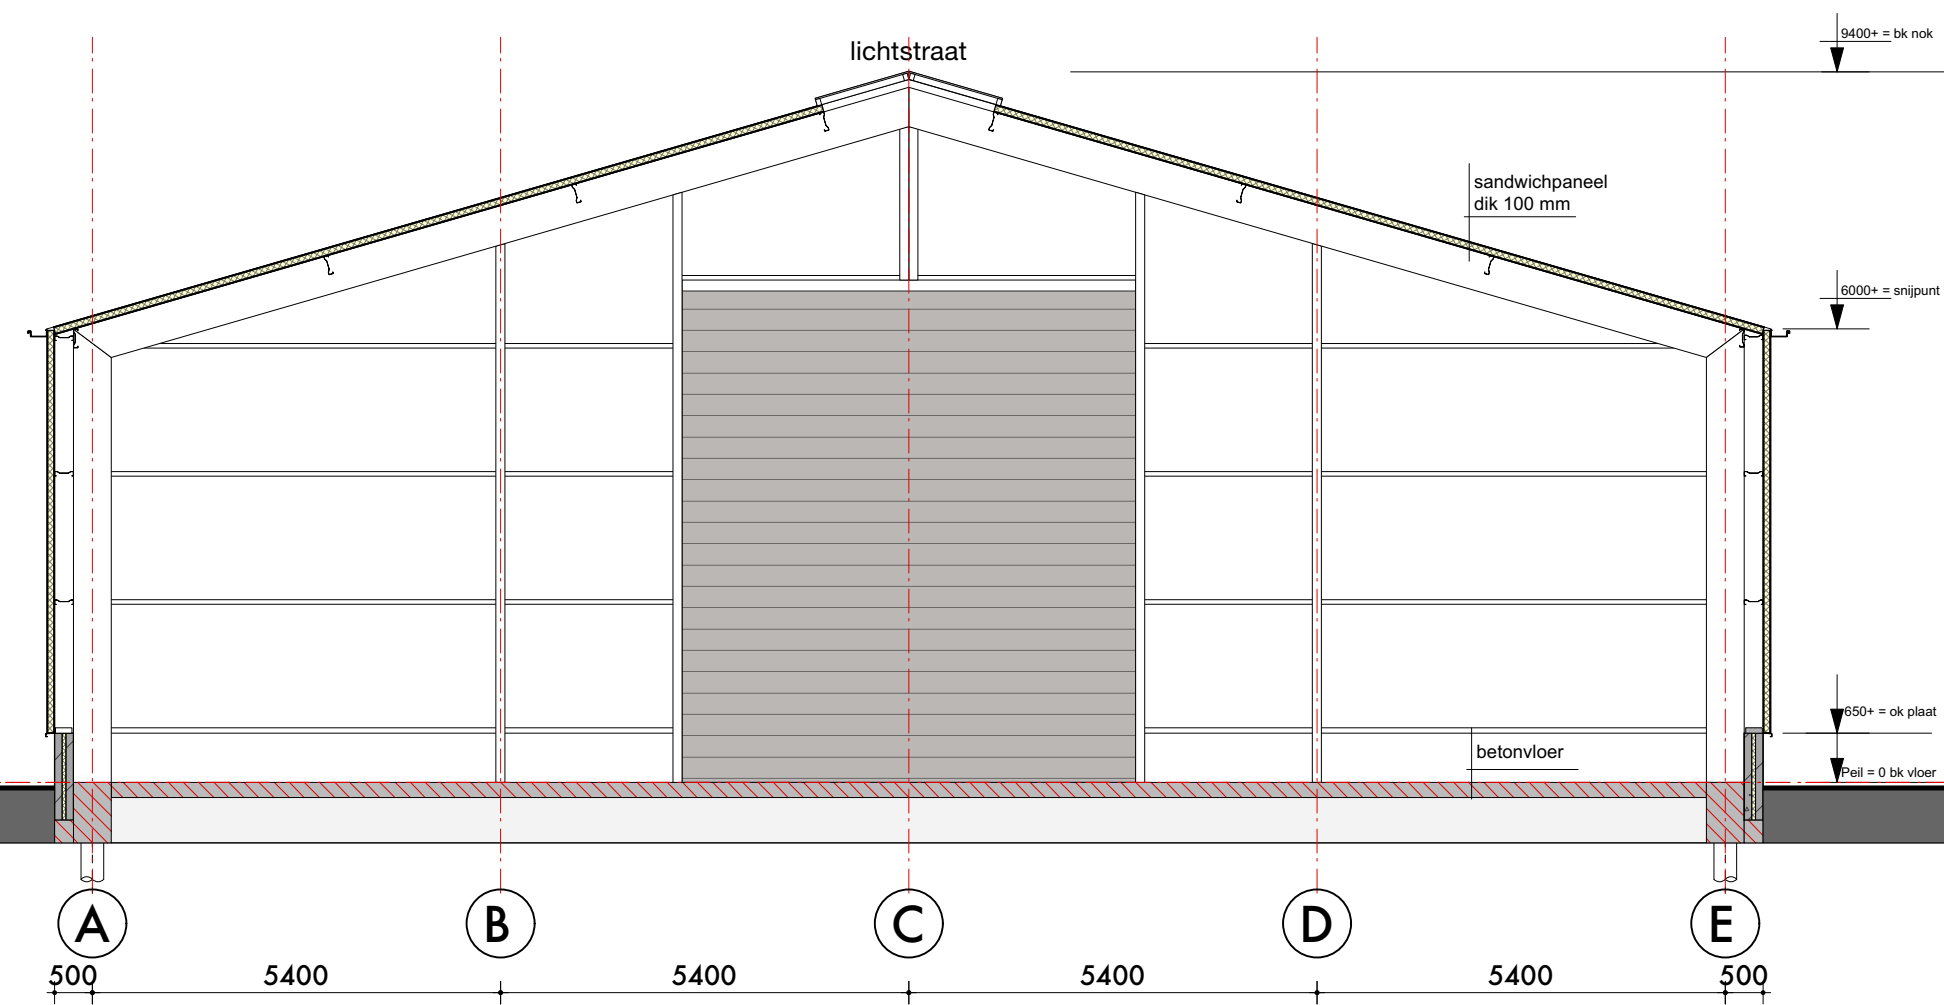 lichtstraat
9400+ = bk nok
sandwichpaneel
dik 100 mm
6000+ = snijpunt
650+ = ok plaat
betonvloer
Peil = 0 bk vloer
A B C D E
500 5400 5400 5400 5400 500